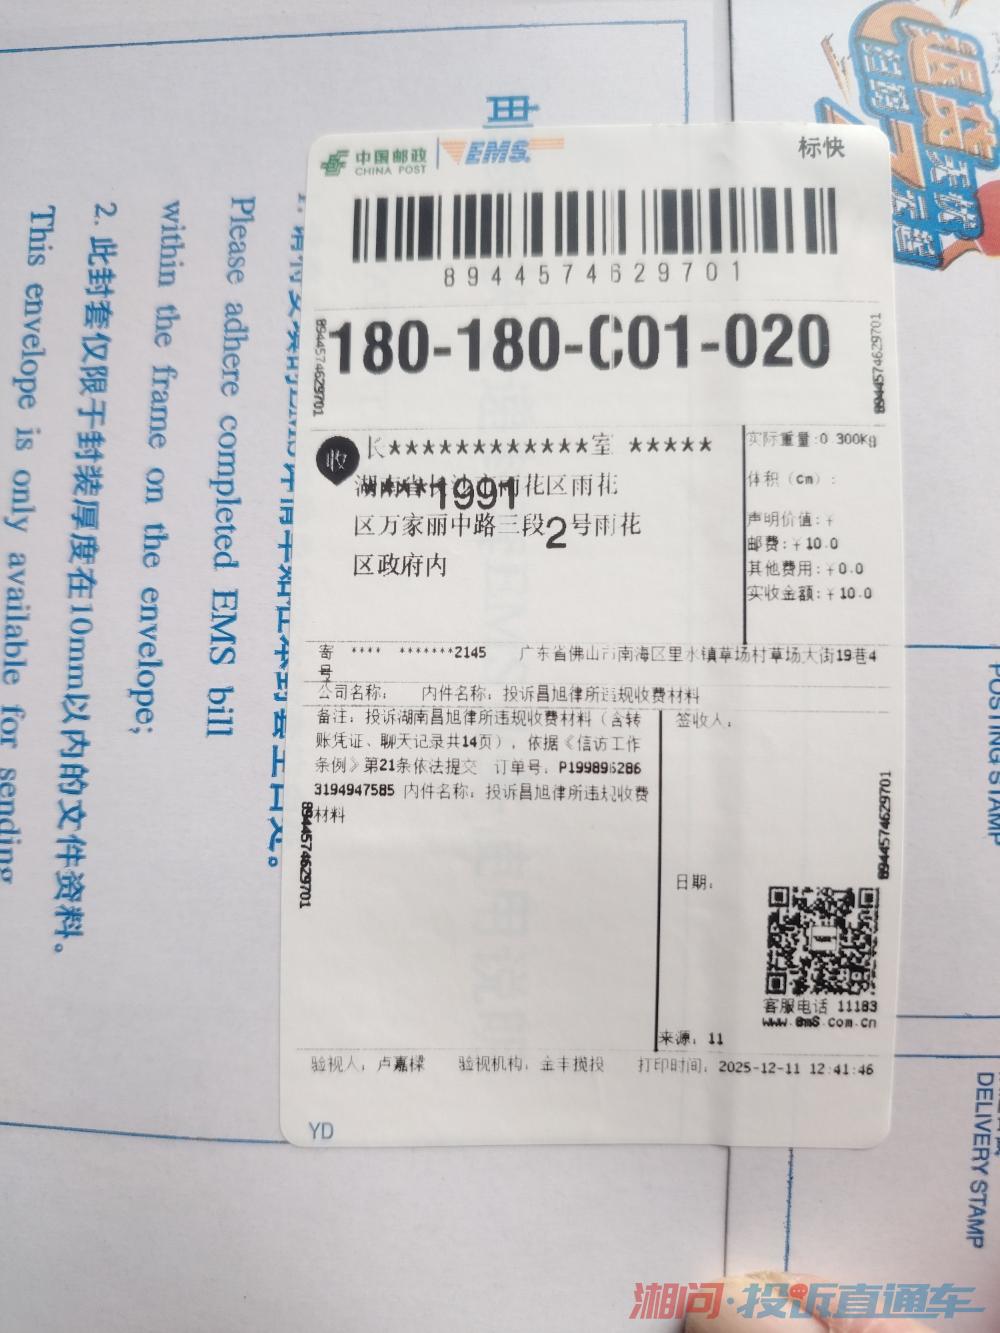 中国邮政
CHINA POST
EMS
标快
8944574629701
180-180-C01-020
8944574629701
8944574629701
收
长************室 *****
1991
湖南省长沙市雨花区雨花
区万家丽中路三段2号雨花
区政府内
实际重量:0.300Kg
体积(cm):
声明价值:¥
邮费:¥10.0
其他费用:¥0.0
实收金额:¥10.0
寄 **** *******2145 广东省佛山市南海区里水镇草场村草场大街19巷4
号
公司名称: 内件名称:投诉昌旭律所违规收费材料
备注:投诉湖南昌旭律所违规收费材料(含转
账凭证、聊天记录共14页),依据《信访工作
条例》第21条依法提交 订单号:P199896286
3194947585 内件名称:投诉昌旭律所违规收费
材料
签收人:
日期:
8944574629701
8944574629701
客服电话 11183
www.ems.com.cn
来源:11
验视人:卢嘉樑 验视机构:金丰揽投 打印时间:2025-12-11 12:41:46
YD
Please adhere completed EMS bill
within the frame on the envelope;
2. 此封套仅限于封装厚度在10mm以内的文件资料。
This envelope is only available for sending
退货
POSTING STAMP
DELIVERY STAMP
湘问·投诉直通车